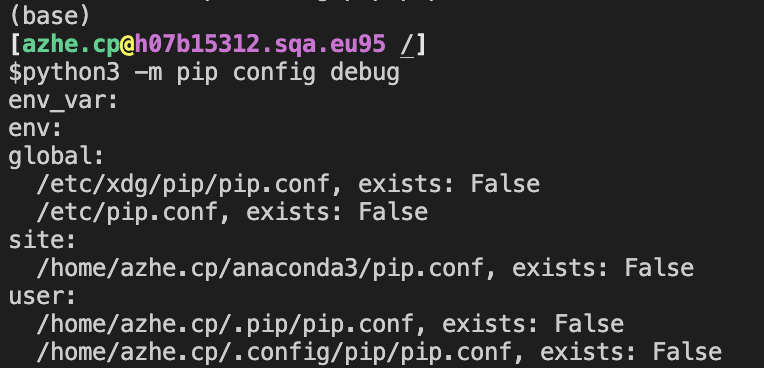 (base)
[azhe.cp@h07b15312.sqa.eu95 /]
$python3 -m pip config debug
env_var:
env:
global:
  /etc/xdg/pip/pip.conf, exists: False
  /etc/pip.conf, exists: False
site:
  /home/azhe.cp/anaconda3/pip.conf, exists: False
user:
  /home/azhe.cp/.pip/pip.conf, exists: False
  /home/azhe.cp/.config/pip/pip.conf, exists: False